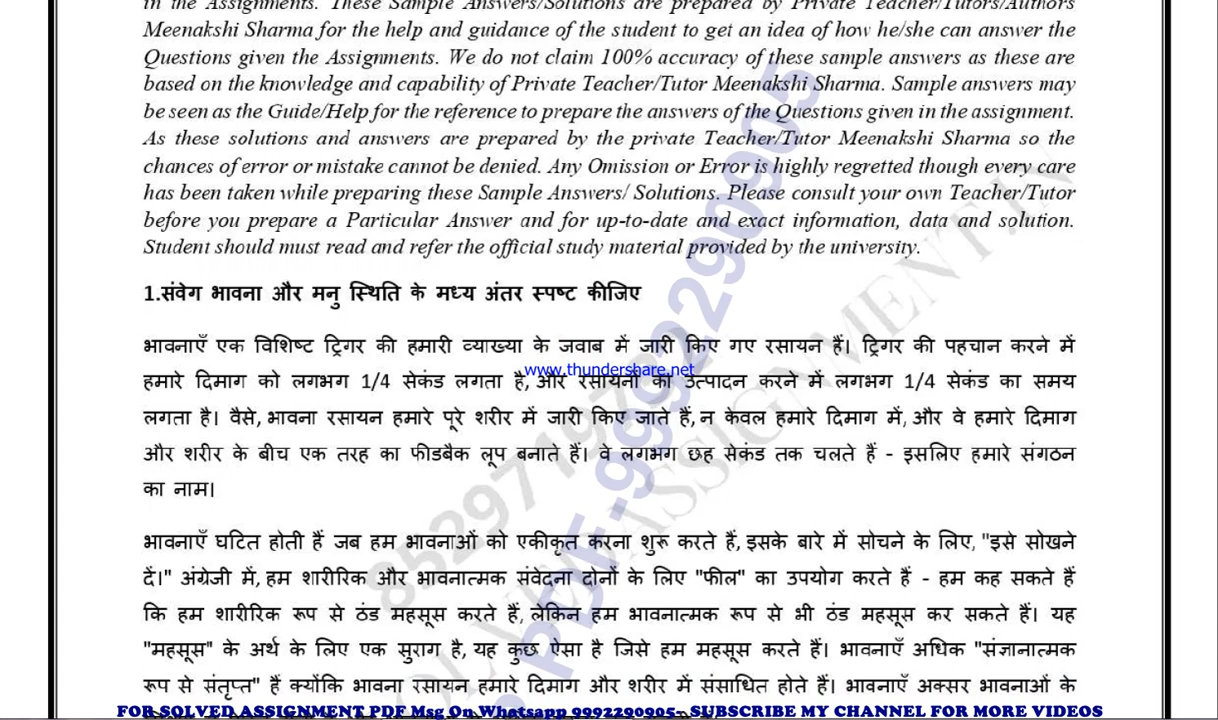 in the Assignments. These Sample Answers/Solutions are prepared by Private Teacher/Tutors/Authors
Meenakshi Sharma for the help and guidance of the student to get an idea of how he/she can answer the
Questions given the Assignments. We do not claim 100% accuracy of these sample answers as these are
based on the knowledge and capability of Private Teacher/Tutor Meenakshi Sharma. Sample answers may
be seen as the Guide/Help for the reference to prepare the answers of the Questions given in the assignment.
As these solutions and answers are prepared by the private Teacher/Tutor Meenakshi Sharma so the
chances of error or mistake cannot be denied. Any Omission or Error is highly regretted though every care
has been taken while preparing these Sample Answers/ Solutions. Please consult your own Teacher/Tutor
before you prepare a Particular Answer and for up-to-date and exact information, data and solution.
Student should must read and refer the official study material provided by the university.
1.संवेग भावना और मनु स्थिति के मध्य अंतर स्पष्ट कीजिए
भावनाएँ एक विशिष्ट ट्रिगर की हमारी व्याख्या के जवाब में जारी किए गए रसायन हैं। ट्रिगर की पहचान करने में
www.thundershare.net
हमारे दिमाग को लगभग 1/4 सेकंड लगता है, और रसायनों का उत्पादन करने में लगभग 1/4 सेकंड का समय
लगता है। वैसे, भावना रसायन हमारे पूरे शरीर में जारी किए जाते हैं, न केवल हमारे दिमाग में, और वे हमारे दिमाग
और शरीर के बीच एक तरह का फीडबैक लूप बनाते हैं। वे लगभग छह सेकंड तक चलते हैं - इसलिए हमारे संगठन
का नाम।
भावनाएँ घटित होती हैं जब हम भावनाओं को एकीकृत करना शुरू करते हैं, इसके बारे में सोचने के लिए, "इसे सोखने
दें।" अंग्रेजी में, हम शारीरिक और भावनात्मक संवेदना दोनों के लिए "फील" का उपयोग करते हैं - हम कह सकते हैं
कि हम शारीरिक रूप से ठंड महसूस करते हैं, लेकिन हम भावनात्मक रूप से भी ठंड महसूस कर सकते हैं। यह
"महसूस" के अर्थ के लिए एक सुराग है, यह कुछ ऐसा है जिसे हम महसूस करते हैं। भावनाएँ अधिक "संज्ञानात्मक
रूप से संतृप्त" हैं क्योंकि भावना रसायन हमारे दिमाग और शरीर में संसाधित होते हैं। भावनाएँ अक्सर भावनाओं के
FOR SOLVED ASSIGNMENT PDF Msg On Whatsapp 9992290905- SUBSCRIBE MY CHANNEL FOR MORE VIDEOS
PDF-9992290905
ASSIGNMENT.IN